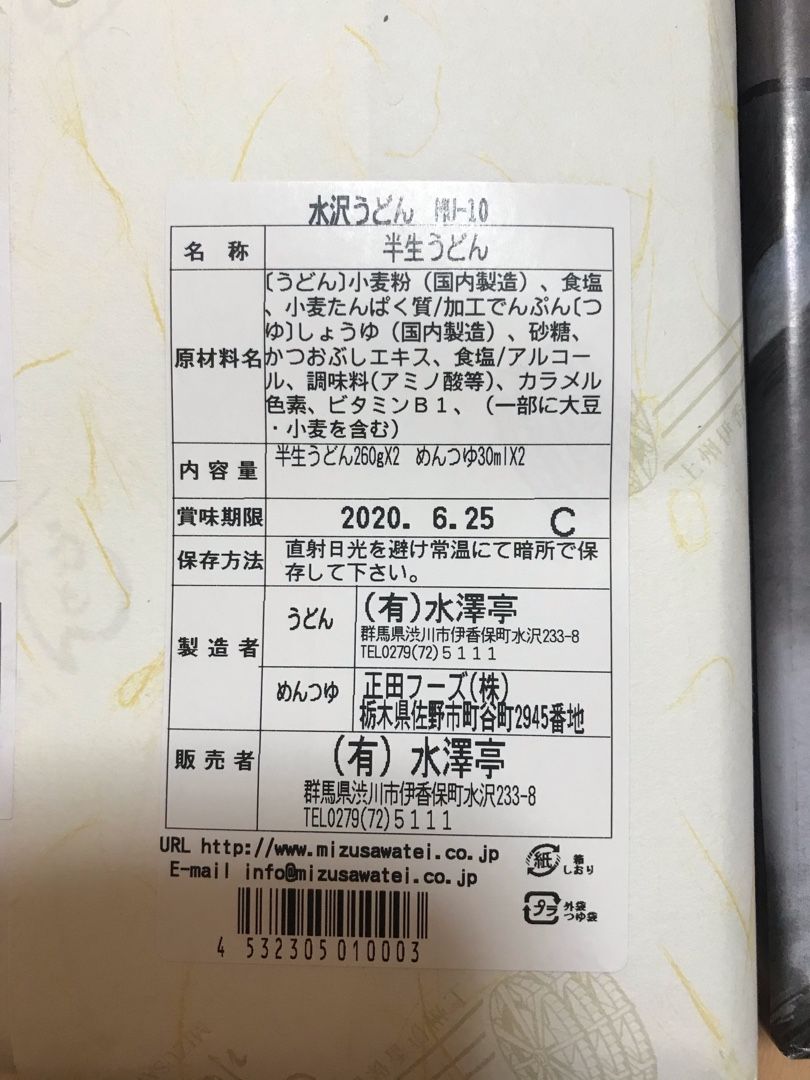 水沢うどん MU-10
名称 半生うどん
原材料名
〔うどん〕小麦粉（国内製造）、食塩
、小麦たんぱく質/加工でんぷん〔つ
ゆ〕しょうゆ（国内製造）、砂糖、
かつおぶしエキス、食塩/アルコー
ル、調味料(アミノ酸等)、カラメル
色素、ビタミンＢ１、（一部に大豆
・小麦を含む）
内容量 半生うどん260gX2 めんつゆ30mlX2
賞味期限 2020. 6.25 C
保存方法
直射日光を避け常温にて暗所で保
存して下さい。
製造者
うどん
(有)水澤亭
群馬県渋川市伊香保町水沢233-8
TEL0279(72)５１１１
めんつゆ
正田フーズ(株)
栃木県佐野市町谷町2945番地
販売者
(有) 水澤亭
群馬県渋川市伊香保町水沢233-8
TEL0279(72)５１１１
URL http://www.mizusawatei.co.jp
E-mail info@mizusawatei.co.jp
紙 箱
しおり
プラ 外袋
つゆ袋
4 532305 010003
上州伊香